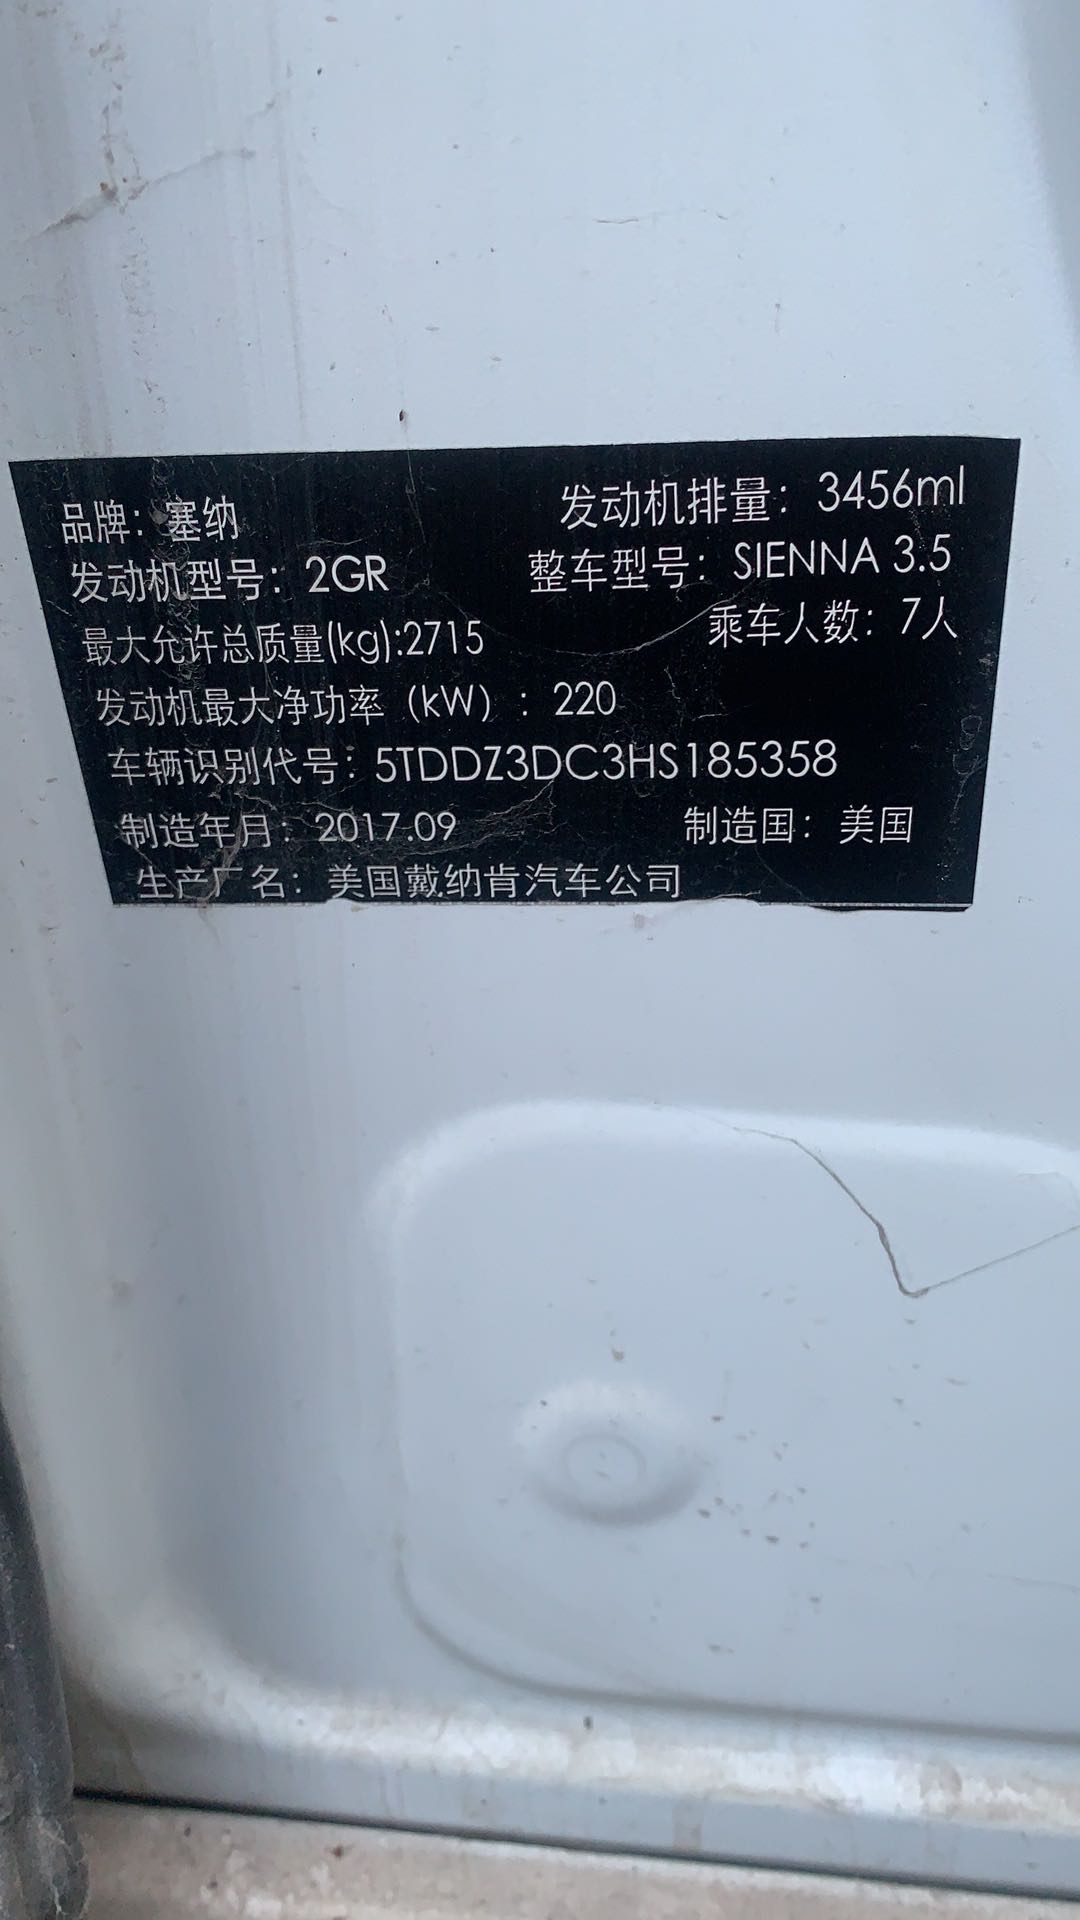 品牌：塞纳 发动机排量：3456ml
发动机型号：2GR 整车型号：SIENNA 3.5
最大允许总质量(kg):2715 乘车人数：7人
发动机最大净功率（kW）：220
车辆识别代号：5TDDZ3DC3HS185358
制造年月：2017.09 制造国：美国
生产厂名：美国戴纳肯汽车公司